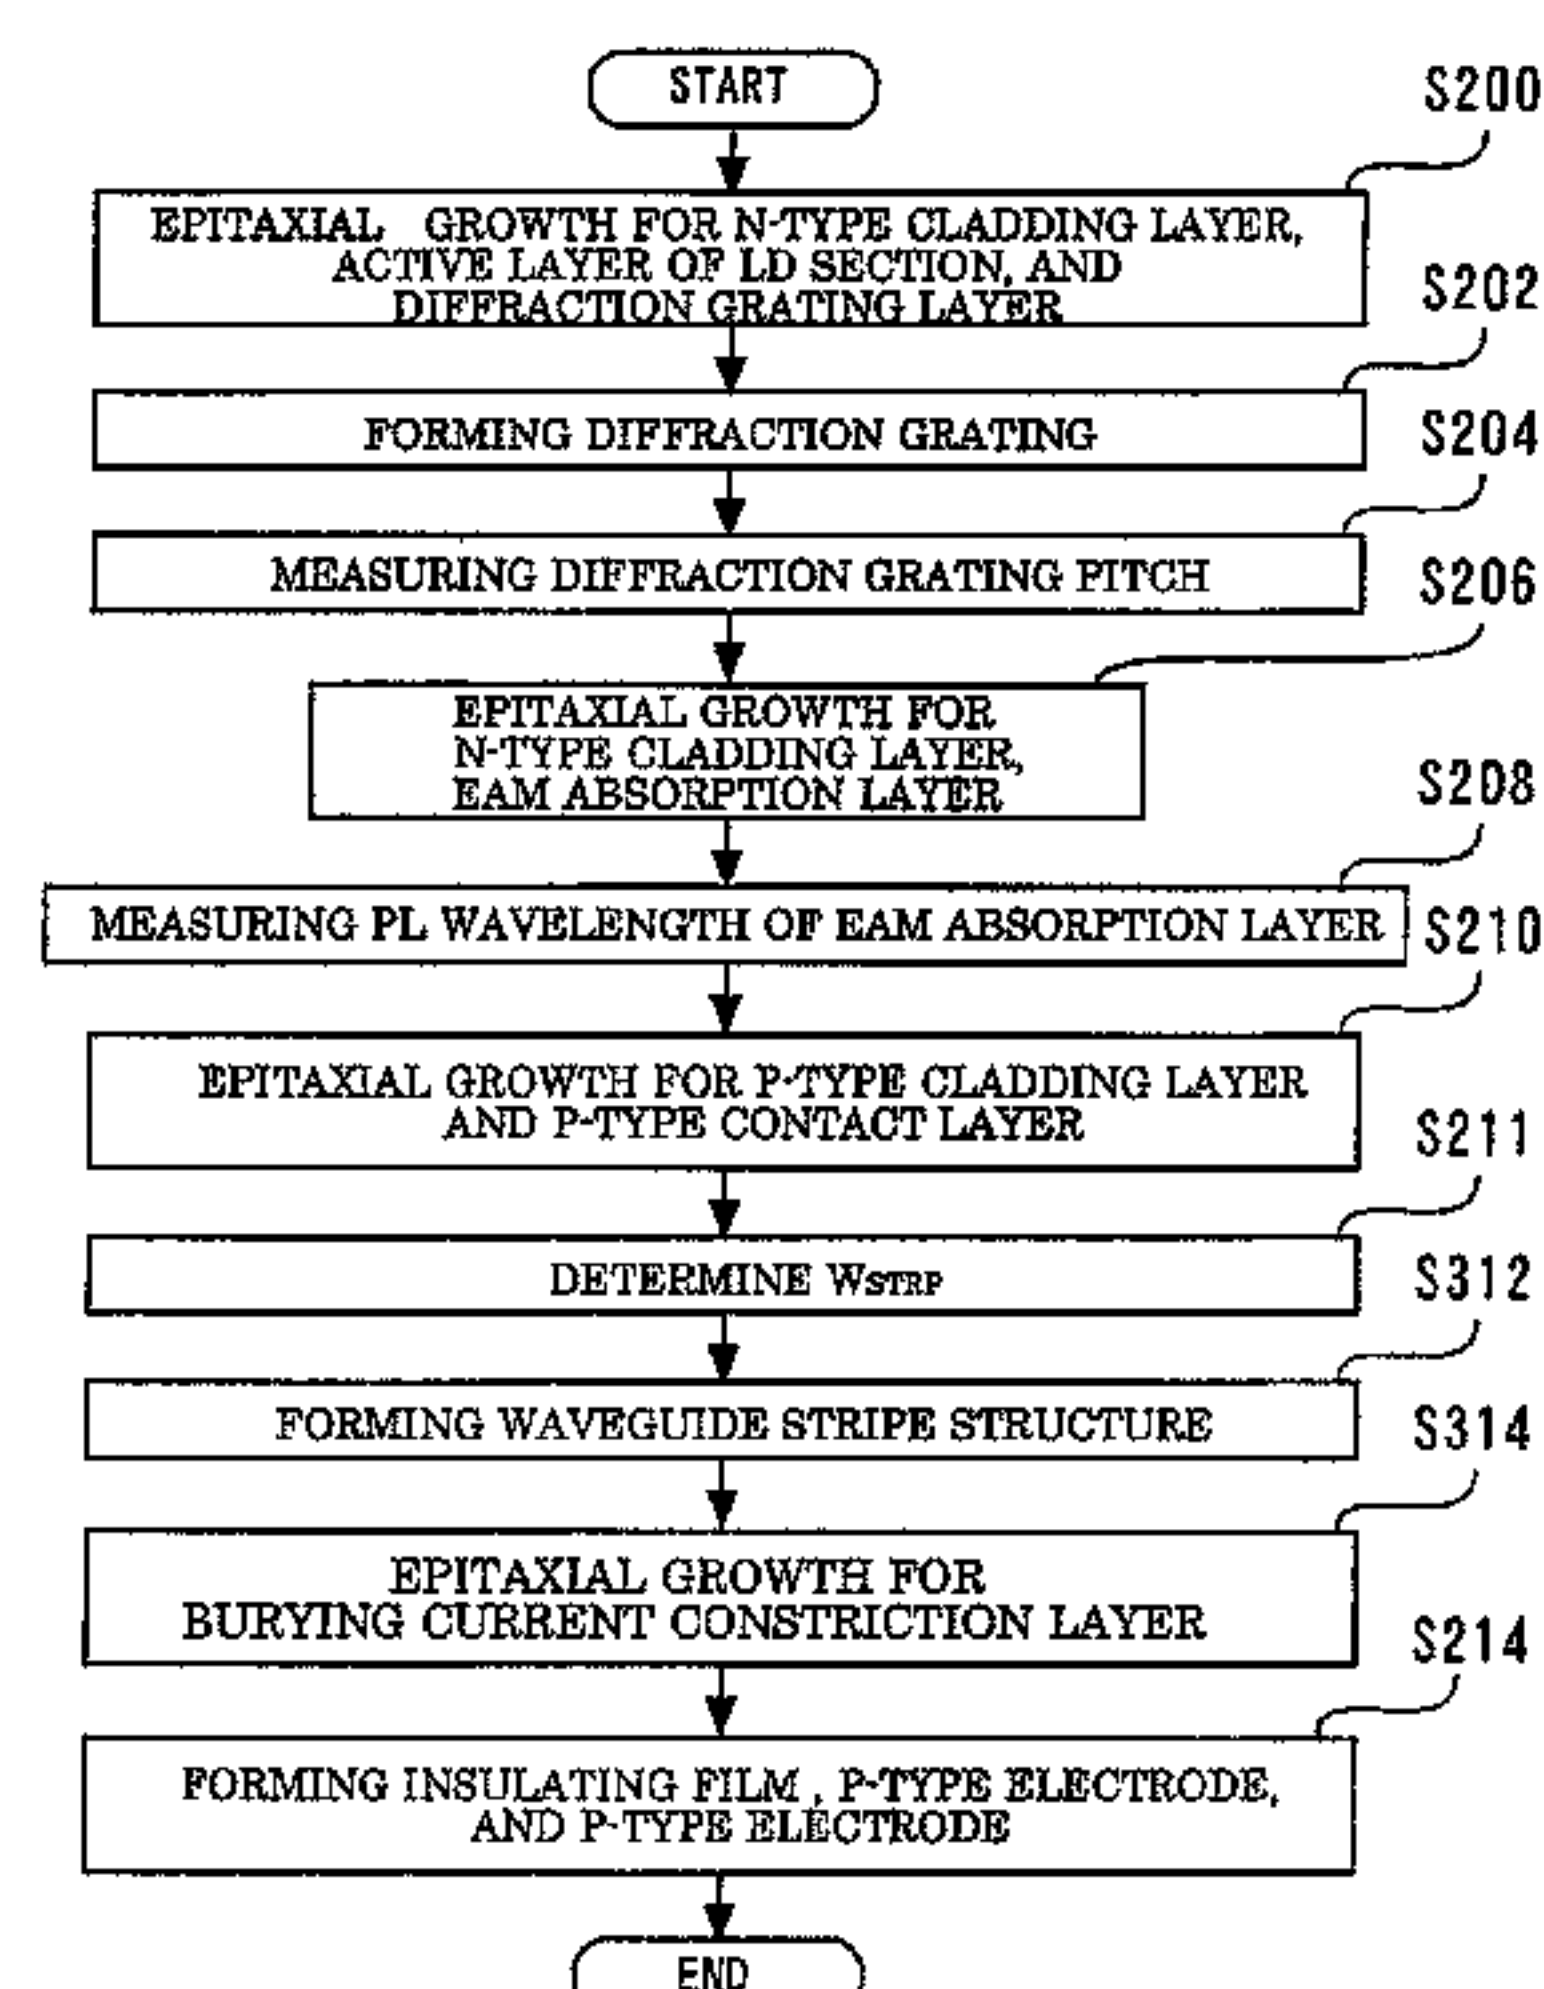 START
S200
EPITAXIAL GROWTH FOR N-TYPE CLADDING LAYER,
ACTIVE LAYER OF LD SECTION, AND
DIFFRACTION GRATING LAYER
S202
FORMING DIFFRACTION GRATING
S204
MEASURING DIFFRACTION GRATING PITCH
S206
EPITAXIAL GROWTH FOR
N-TYPE CLADDING LAYER,
EAM ABSORPTION LAYER
S208
MEASURING PL WAVELENGTH OF EAM ABSORPTION LAYER
S210
EPITAXIAL GROWTH FOR P-TYPE CLADDING LAYER
AND P-TYPE CONTACT LAYER
S211
DETERMINE WSTRP
S312
FORMING WAVEGUIDE STRIPE STRUCTURE
S314
EPITAXIAL GROWTH FOR
BURYING CURRENT CONSTRICTION LAYER
S214
FORMING INSULATING FILM , P-TYPE ELECTRODE,
AND P-TYPE ELECTRODE
END